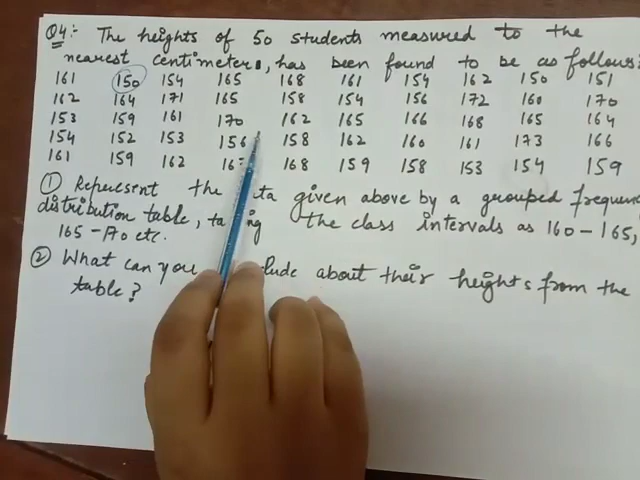 Q4:- The heights of 50 students measured to the
nearest centimeters, has been found to be as follows:
161 150 154 165 168 161 154 162 150 151
162 164 171 165 158 154 156 172 160 170
153 159 161 170 162 165 166 168 165 164
154 152 153 156 158 162 160 161 173 166
161 159 162 168 159 158 153 154 159
① Represent the given above by a grouped
distribution table, the class intervals as 160-165,
165-170 etc.
② What can you about their heights from the
table?